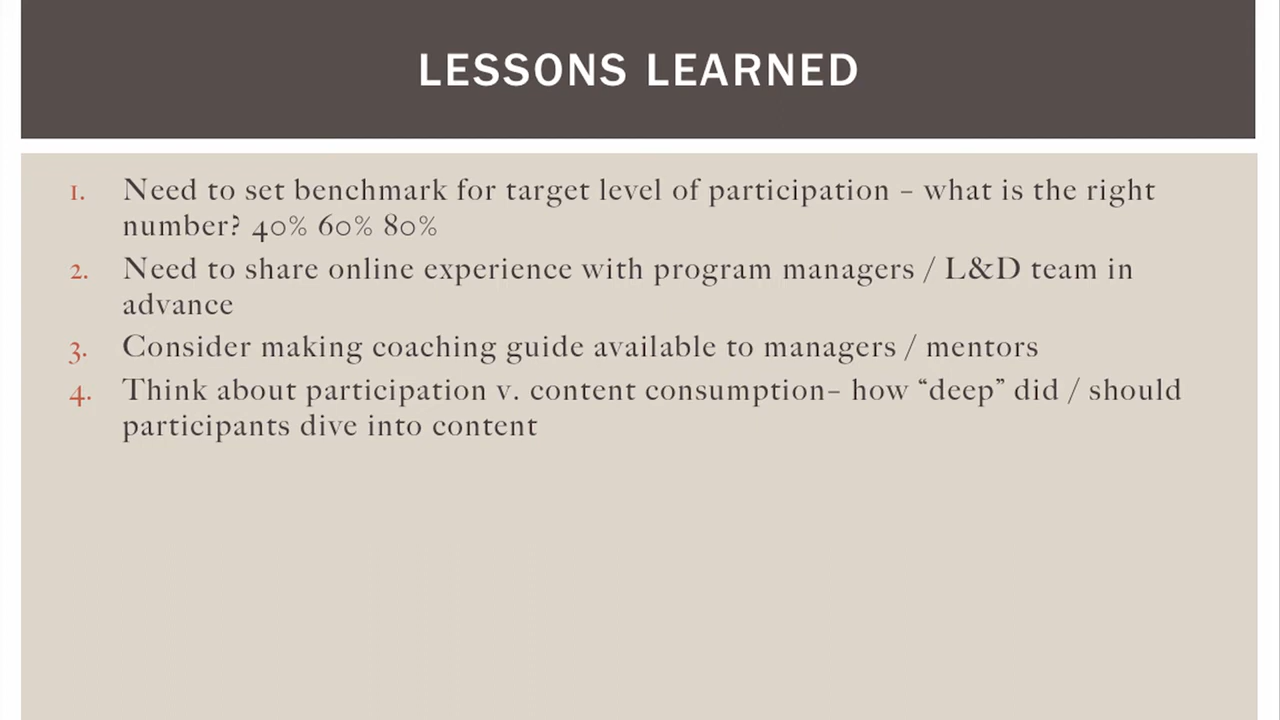 LESSONS LEARNED
1. Need to set benchmark for target level of participation – what is the right
number? 40% 60% 80%
2. Need to share online experience with program managers / L&D team in
advance
3. Consider making coaching guide available to managers / mentors
4. Think about participation v. content consumption– how “deep” did / should
participants dive into content